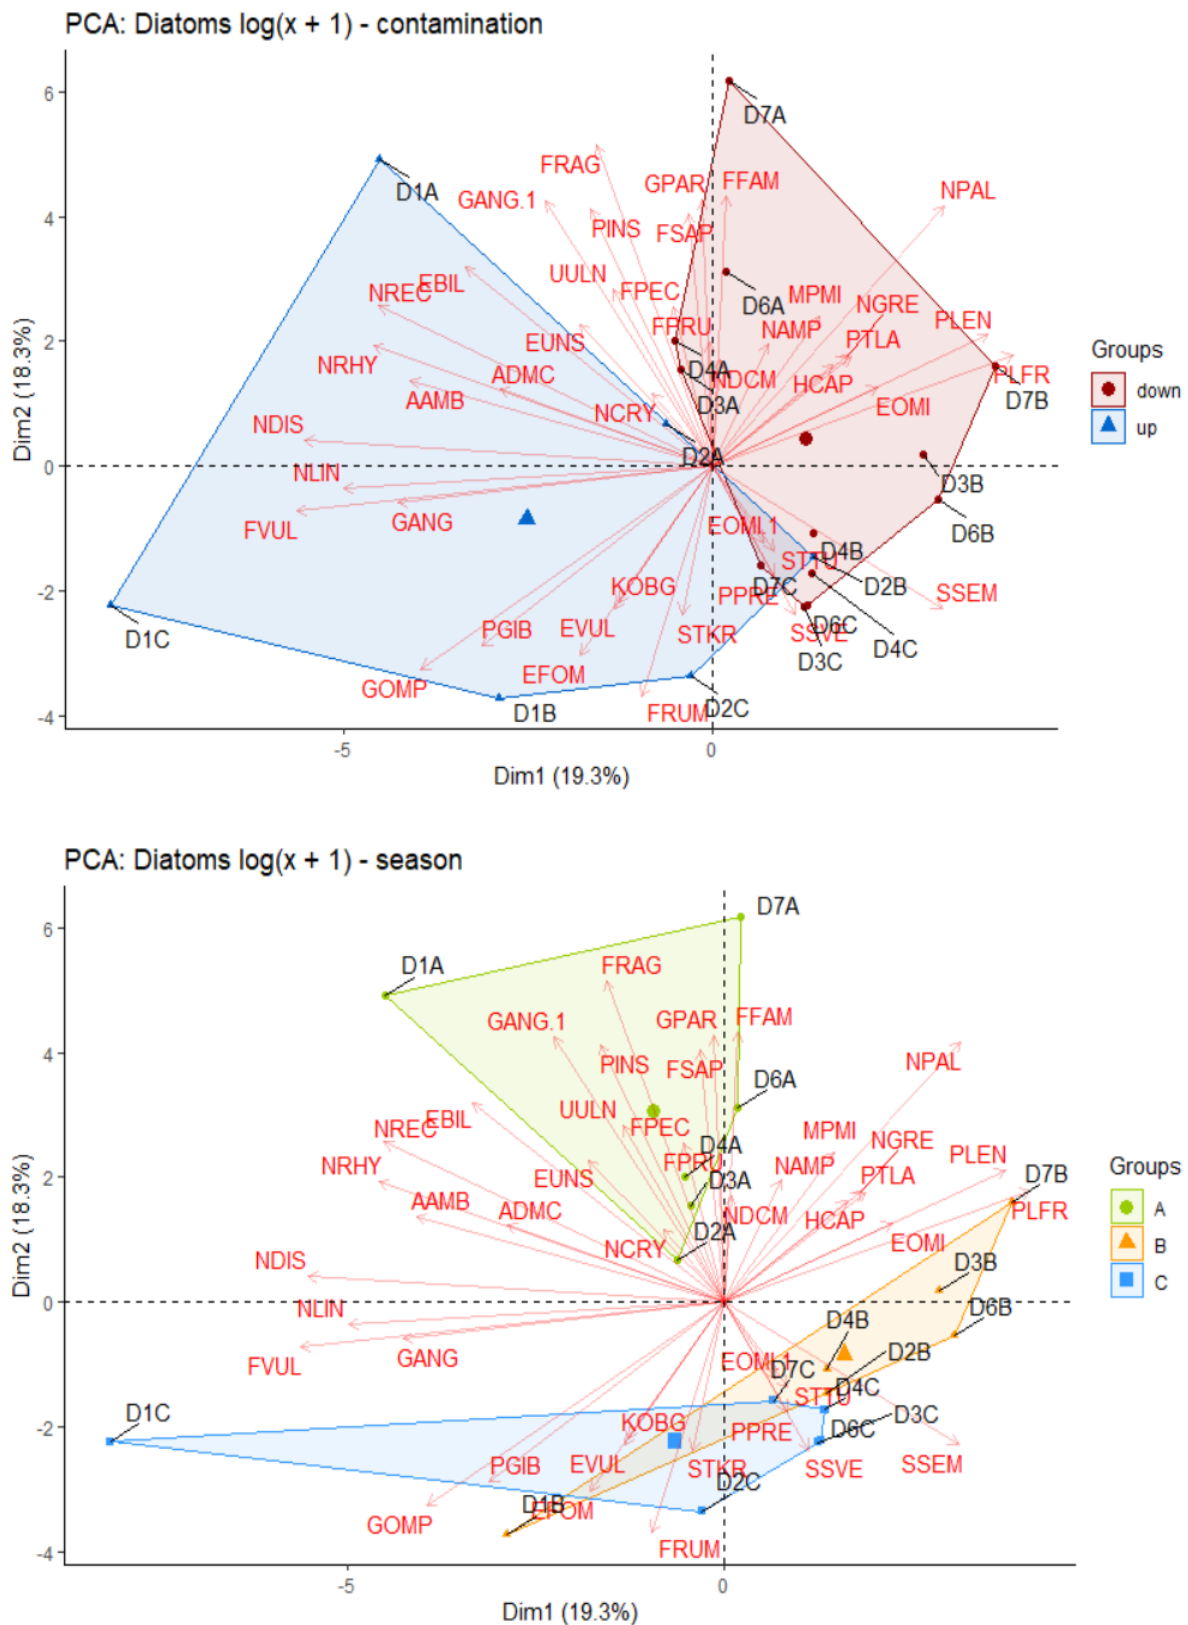 PCA: Diatoms log(x + 1) - contamination
D7A
FRAG
GPAR
FFAM
NPAL
D1A
GANG.1
PINS
FSAP
UULN
EBIL
NREC
FPEC
D6A
MPMI
NGRE
PLEN
FPRU
NAMP
PTLA
EUNS
NRHY
ADMC
D4A
NDCM
HCAP
PLFR
AAMB
NCRY
D3A
EOMI
D7B
NDIS
D2A
NLIN
D3B
FVUL
GANG
EOMI.1
D6B
STTU
D4B
KOBG
PPRE
D7C
D2B
SSEM
D1C
PGIB
EVUL
STKR
SSVE
D6C
D4C
GOMP
EFOM
D3C
D1B
FRUM
D2C
6
4
2
0
-2
-4
-5
0
Dim2 (18.3%)
Dim1 (19.3%)
Groups
down
up
PCA: Diatoms log(x + 1) - season
D7A
D1A
FRAG
GANG.1
GPAR
FFAM
PINS
FSAP
NPAL
D6A
UULN
EBIL
NREC
FPEC
D4A
MPMI
NGRE
PLEN
NRHY
EUNS
FPRU
D3A
NAMP
PTLA
D7B
AAMB
ADMC
D2A
NDCM
HCAP
PLFR
NCRY
EOMI
NDIS
D3B
NLIN
D4B
D6B
FVUL
GANG
EOMI.1
D7C
D2B
STTU
D4C
D1C
KOBG
PPRE
D6C
D3C
PGIB
EVUL
STKR
SSVE
SSEM
D2C
D1B
EFOM
GOMP
FRUM
6
4
2
0
-2
-4
-5
0
Dim2 (18.3%)
Dim1 (19.3%)
Groups
A
B
C